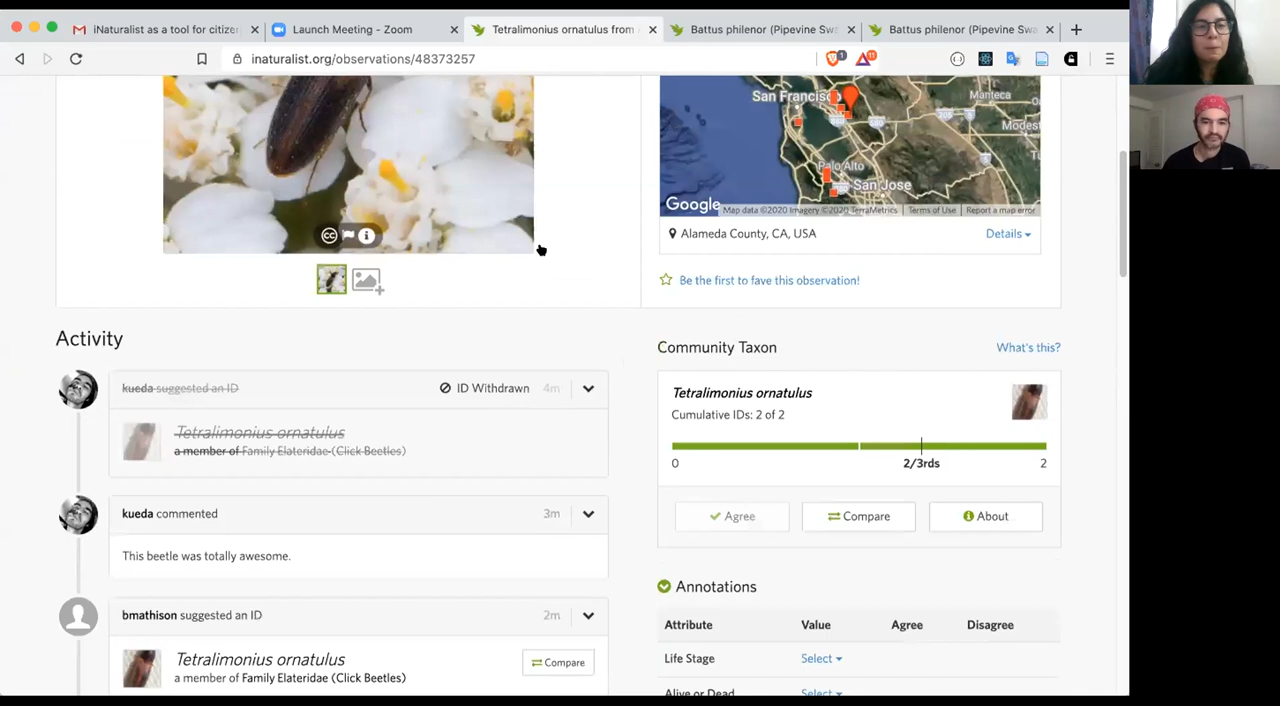 iNaturalist as a tool for citizen
Launch Meeting - Zoom
Tetralimonius ornatulus from
Battus philenor (Pipevine Swa
Battus philenor (Pipevine Swa
inaturalist.org/observations/48373257
1
11
San Francisco
Manteca
Modest
Palo Alto
San Jose
Google
Map data ©2020 Imagery ©2020 TerraMetrics
Terms of Use
Report a map error
CC
Alameda County, CA, USA
Details
Be the first to fave this observation!
Activity
kueda suggested an ID
ID Withdrawn
4m
Tetralimonius ornatulus
a member of Family Elateridae (Click Beetles)
kueda commented
3m
This beetle was totally awesome.
bmathison suggested an ID
2m
Tetralimonius ornatulus
a member of Family Elateridae (Click Beetles)
Compare
Community Taxon
What's this?
Tetralimonius ornatulus
Cumulative IDs: 2 of 2
0
2/3rds
2
Agree
Compare
About
Annotations
Attribute
Value
Agree
Disagree
Life Stage
Select
Alive or Dead
Select